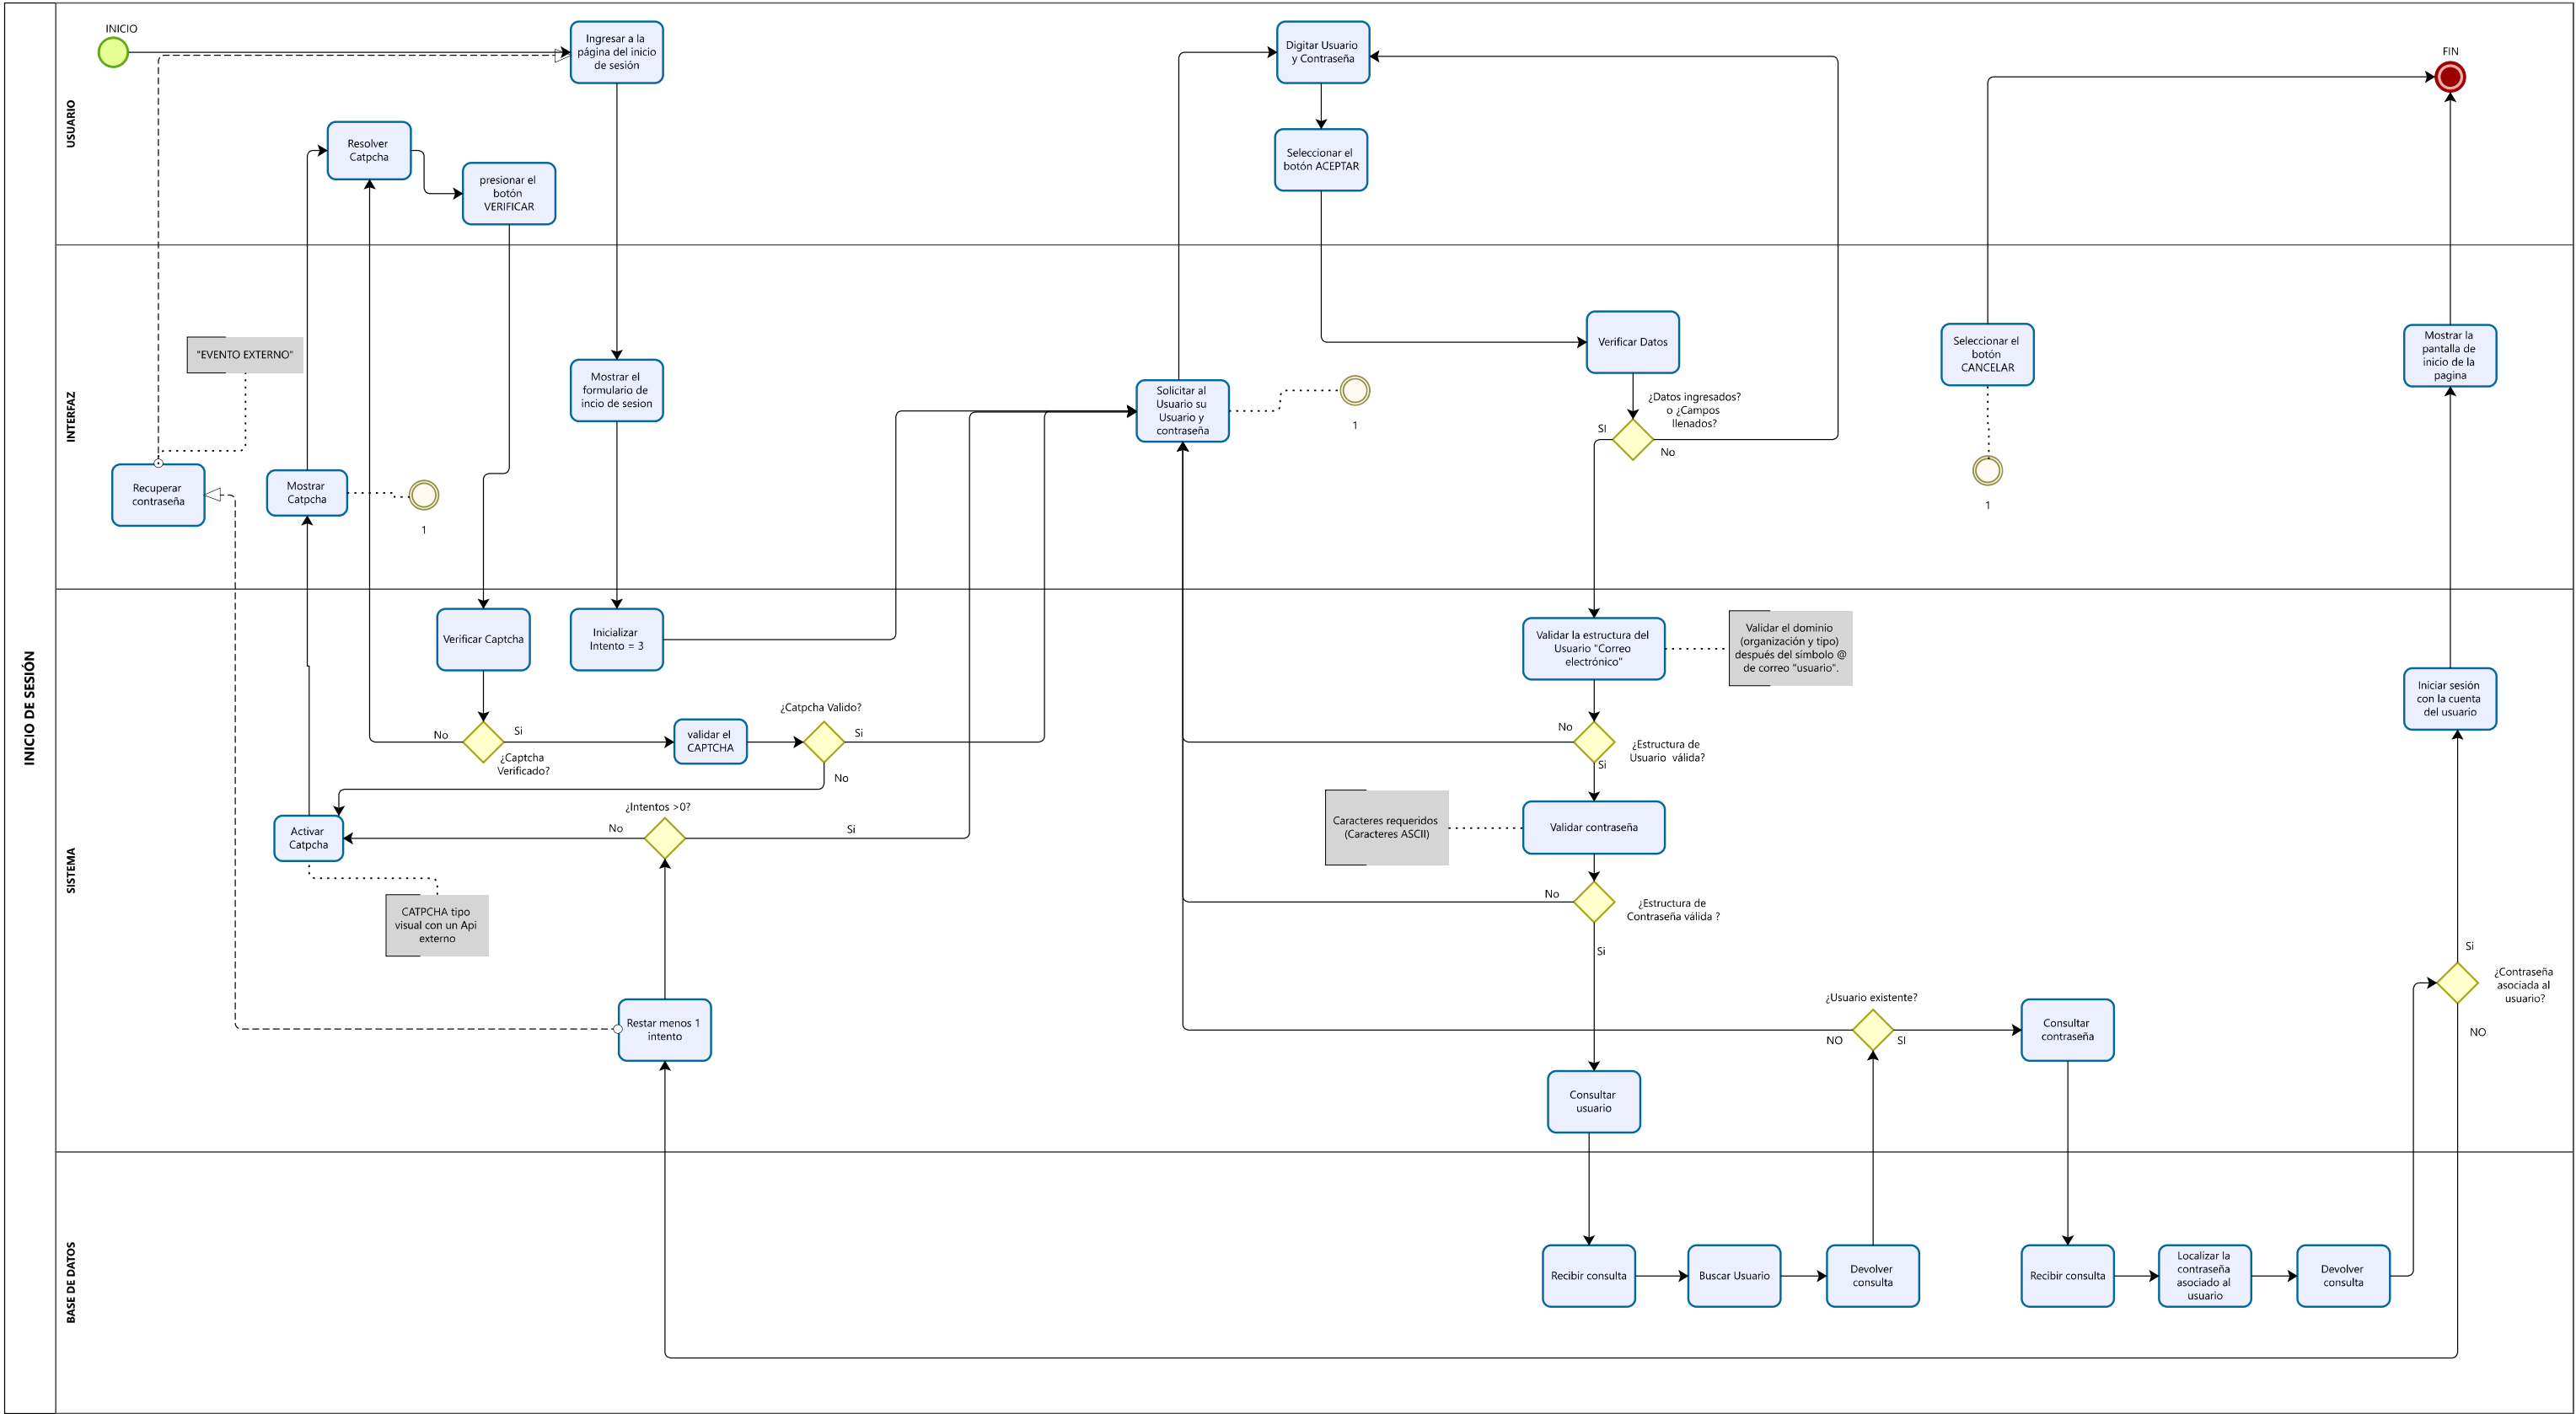 INICIO DE SESIÓN
USUARIO
INICIO
Ingresar a la
página del inicio
de sesión
Resolver
Catpcha
presionar el
botón
VERIFICAR
Digitar Usuario
y Contraseña
Seleccionar el
botón ACEPTAR
FIN
INTERFAZ
"EVENTO EXTERNO"
Recuperar
contraseña
Mostrar
Catpcha
1
Mostrar el
formulario de
incio de sesion
Solicitar al
Usuario su
Usuario y
contraseña
1
Verificar Datos
¿Datos ingresados?
o ¿Campos
llenados?
SI
No
Seleccionar el
botón
CANCELAR
1
Mostrar la
pantalla de
inicio de la
pagina
SISTEMA
Verificar Captcha
Inicializar
Intento = 3
No
Si
¿Captcha
Verificado?
validar el
CAPTCHA
¿Catpcha Valido?
Si
No
Activar
Catpcha
¿Intentos >0?
No
Si
CATPCHA tipo
visual con un Api
externo
Restar menos 1
intento
Validar la estructura del
Usuario "Correo
electrónico"
Validar el dominio
(organización y tipo)
después del símbolo @
de correo "usuario".
No
¿Estructura de
Usuario válida?
Si
Caracteres requeridos
(Caracteres ASCII)
Validar contraseña
No
¿Estructura de
Contraseña válida ?
Si
Consultar
usuario
¿Usuario existente?
NO
SI
Consultar
contraseña
Iniciar sesión
con la cuenta
del usuario
Si
¿Contraseña
asociada al
usuario?
NO
BASE DE DATOS
Recibir consulta
Buscar Usuario
Devolver
consulta
Recibir consulta
Localizar la
contraseña
asociado al
usuario
Devolver
consulta